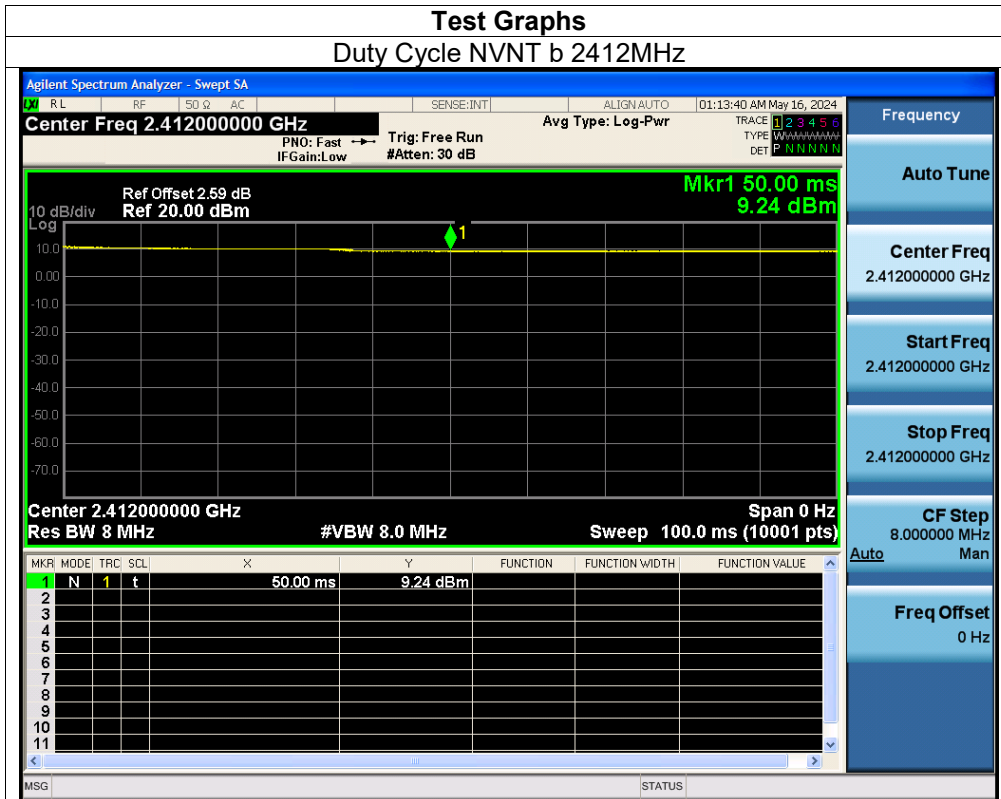 Test Graphs
Duty Cycle NVNT b 2412MHz
Agilent Spectrum Analyzer - Swept SA
LXI RL RF 50 Ω AC SENSE:INT ALIGN AUTO 01:13:40 AM May 16, 2024
Center Freq 2.412000000 GHz
PNO: Fast
IFGain:Low
Trig: Free Run
#Atten: 30 dB
Avg Type: Log-Pwr
TRACE 1 2 3 4 5 6
TYPE WWWWWW
DET P N N N N N
Mkr1 50.00 ms
9.24 dBm
Ref Offset 2.59 dB
10 dB/div Ref 20.00 dBm
Log
1
10.0
0.00
-10.0
-20.0
-30.0
-40.0
-50.0
-60.0
-70.0
Center 2.412000000 GHz Span 0 Hz
Res BW 8 MHz #VBW 8.0 MHz Sweep 100.0 ms (10001 pts)
MKR MODE TRC SCL X Y FUNCTION FUNCTION WIDTH FUNCTION VALUE
1 N 1 t 50.00 ms 9.24 dBm
2
3
4
5
6
7
8
9
10
11
MSG STATUS
Frequency
Auto Tune
Center Freq
2.412000000 GHz
Start Freq
2.412000000 GHz
Stop Freq
2.412000000 GHz
CF Step
8.000000 MHz
Auto Man
Freq Offset
0 Hz